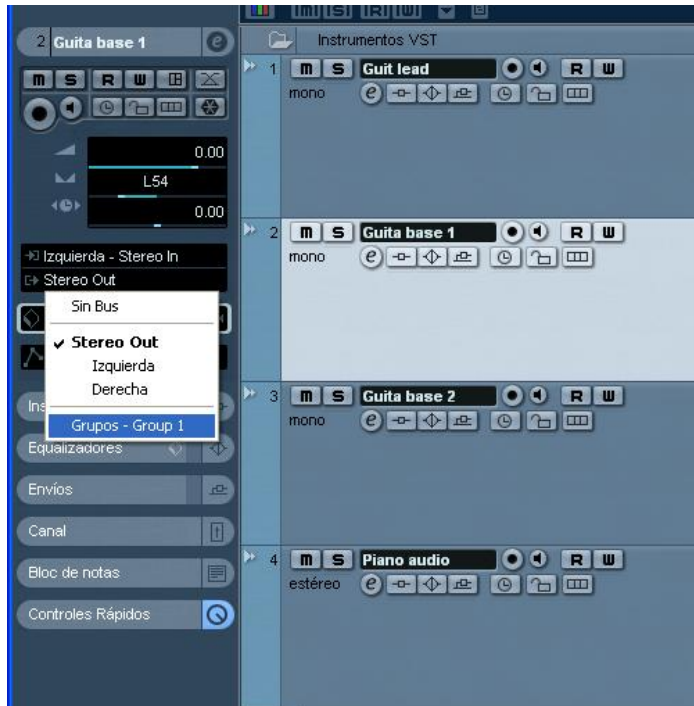 2 Guita base 1 e
m S R W
0.00
L54
0.00
Izquierda - Stereo In
Stereo Out
Sin Bus
Stereo Out
Izquierda
Derecha
Grupos - Group 1
Ins
Equalizadores
Envíos
Canal
Bloc de notas
Controles Rápidos
m S R W
Instrumentos VST
1 m S Guit lead R W
mono e
2 m S Guita base 1 R W
mono e
3 m S Guita base 2 R W
mono e
4 m S Piano audio R W
estéreo e